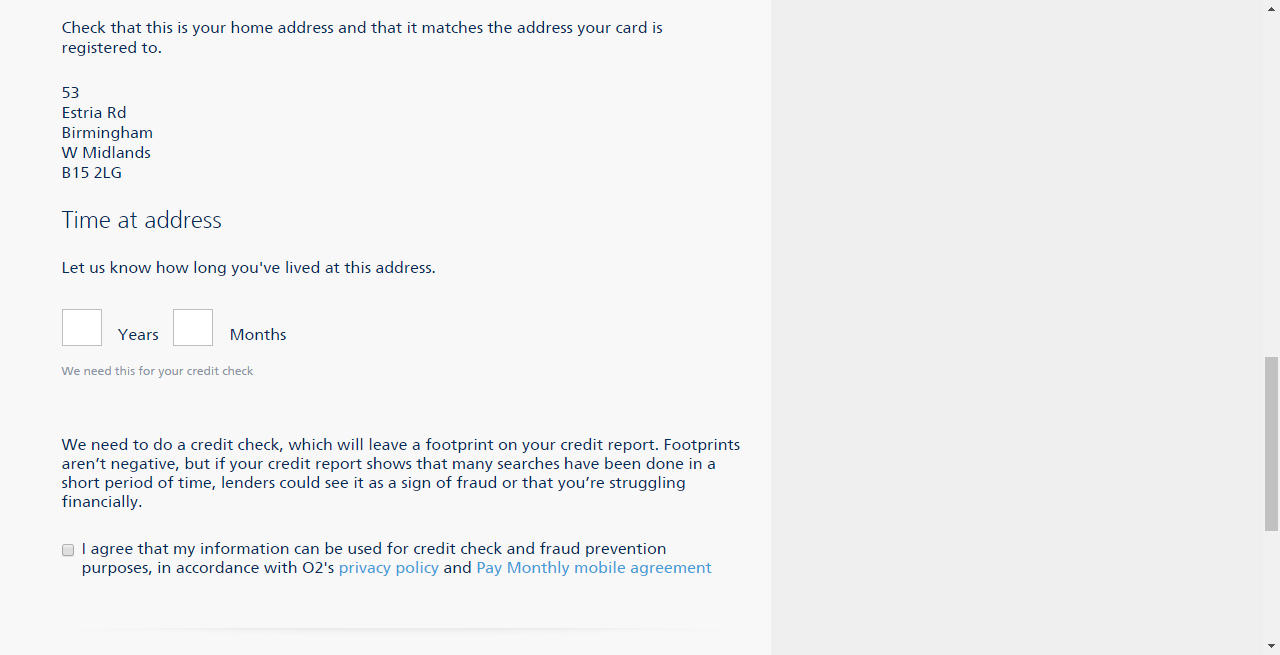 Check that this is your home address and that it matches the address your card is
registered to.
53
Estria Rd
Birmingham
W Midlands
B15 2LG
Time at address
Let us know how long you've lived at this address.
Years Months
We need this for your credit check
We need to do a credit check, which will leave a footprint on your credit report. Footprints
aren’t negative, but if your credit report shows that many searches have been done in a
short period of time, lenders could see it as a sign of fraud or that you’re struggling
financially.
I agree that my information can be used for credit check and fraud prevention
purposes, in accordance with O2's privacy policy and Pay Monthly mobile agreement